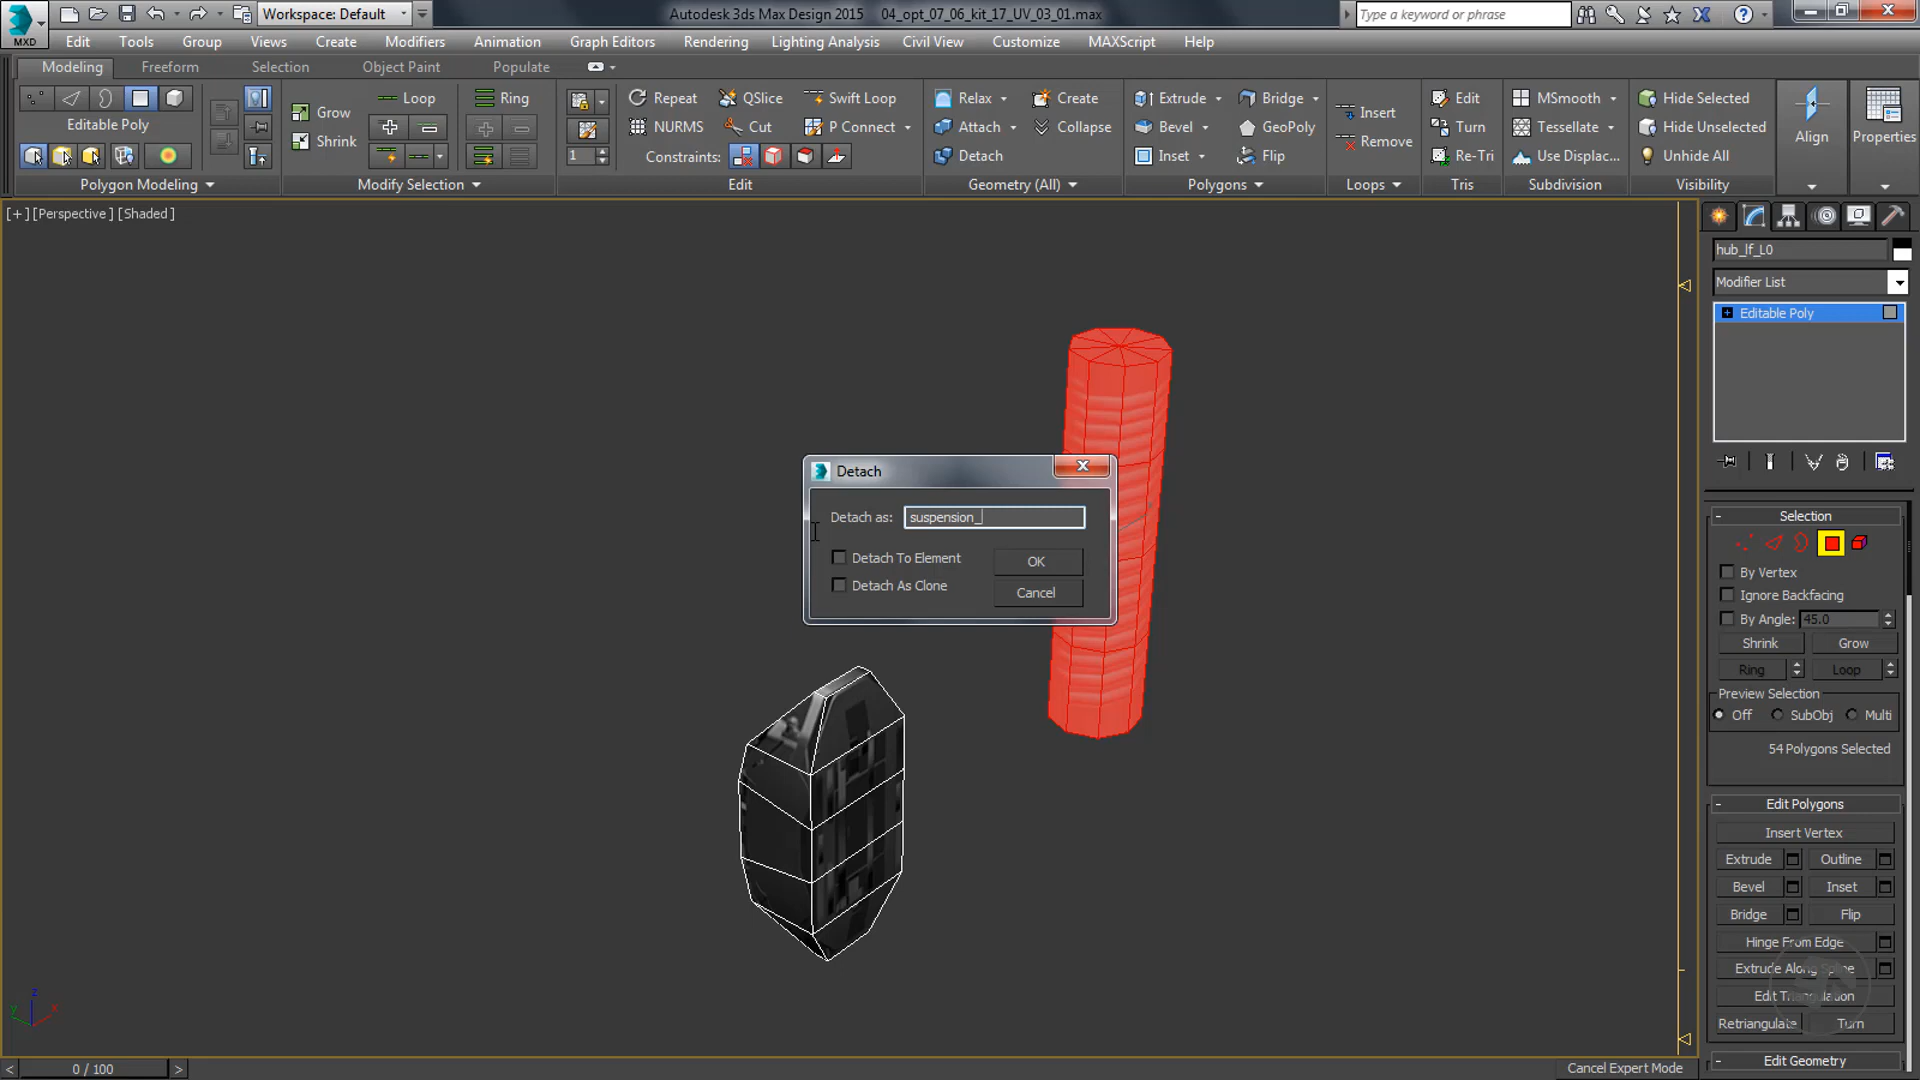 Workspace: Default
Autodesk 3ds Max Design 2015
04_opt_07_06_kit_17_UV_03_01.max
Type a keyword or phrase
MXD
Edit
Tools
Group
Views
Create
Modifiers
Animation
Graph Editors
Rendering
Lighting Analysis
Civil View
Customize
MAXScript
Help
Modeling
Freeform
Selection
Object Paint
Populate
Editable Poly
Polygon Modeling
Grow
Shrink
Loop
Ring
Modify Selection
1
Repeat
QSlice
Swift Loop
NURMS
Cut
P Connect
Constraints:
Edit
Relax
Create
Attach
Collapse
Detach
Geometry (All)
Extrude
Bridge
Bevel
GeoPoly
Inset
Flip
Polygons
Insert
Remove
Loops
Edit
Turn
Re-Tri
Tris
MSmooth
Tessellate
Use Displac...
Subdivision
Hide Selected
Hide Unselected
Unhide All
Visibility
Align
Properties
[+] [Perspective] [Shaded]
hub_lf_L0
Modifier List
Editable Poly
Detach
Detach as:
suspension_
Detach To Element
OK
Detach As Clone
Cancel
Selection
By Vertex
Ignore Backfacing
By Angle:
45.0
Shrink
Grow
Ring
Loop
Preview Selection
Off
SubObj
Multi
54 Polygons Selected
Edit Polygons
Insert Vertex
Extrude
Outline
Bevel
Inset
Bridge
Flip
Hinge From Edge
Extrude Along Spline
Edit Triangulation
Retriangulate
Turn
Edit Geometry
z
y
x
0 / 100
Cancel Expert Mode